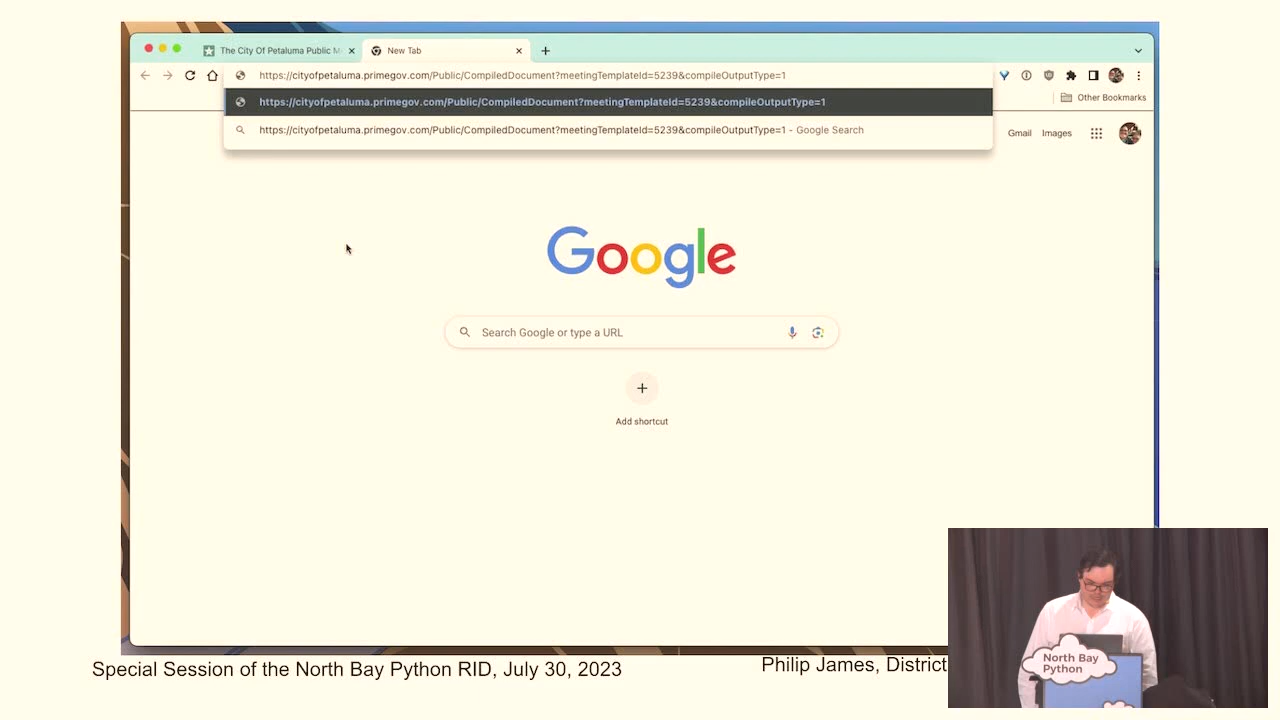 The City Of Petaluma Public M
New Tab
https://cityofpetaluma.primegov.com/Public/CompiledDocument?meetingTemplateId=5239&compileOutputType=1
https://cityofpetaluma.primegov.com/Public/CompiledDocument?meetingTemplateId=5239&compileOutputType=1
Other Bookmarks
https://cityofpetaluma.primegov.com/Public/CompiledDocument?meetingTemplateId=5239&compileOutputType=1 - Google Search
Gmail Images
Google
Search Google or type a URL
Add shortcut
Special Session of the North Bay Python RID, July 30, 2023
Philip James, District
North Bay
Python